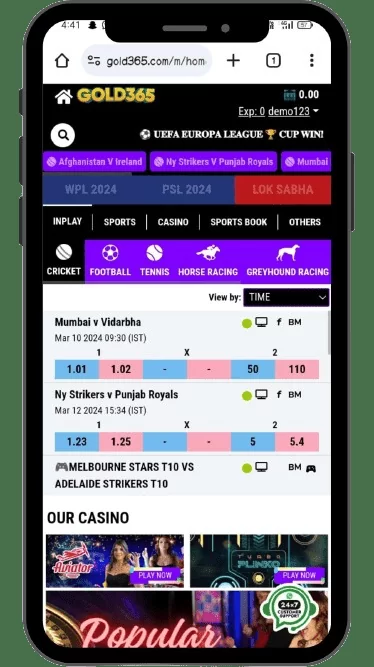 4:41
57
gold365.com/m/hom
1
GOLD365
0.00
Exp: 0 demo123
⚽ UEFA EUROPA LEAGUE 🏆 CUP WIN!
Afghanistan V Ireland Ny Strikers V Punjab Royals Mumbai
WPL 2024 PSL 2024 LOK SABHA
INPLAY SPORTS CASINO SPORTS BOOK OTHERS
CRICKET FOOTBALL TENNIS HORSE RACING GREYHOUND RACING
View by: TIME
Mumbai v Vidarbha f BM
Mar 10 2024 09:30 (IST)
1 X 2
1.01 1.02 - - 50 110
Ny Strikers v Punjab Royals f BM
Mar 12 2024 15:34 (IST)
1 X 2
1.23 1.25 - - 5 5.4
🎮MELBOURNE STARS T10 VS BM 🎮
ADELAIDE STRIKERS T10
OUR CASINO
Aviator
PLAY NOW
TURBO
PLINKO
PLAY NOW
24x7
CUSTOMER
SUPPORT
Popular